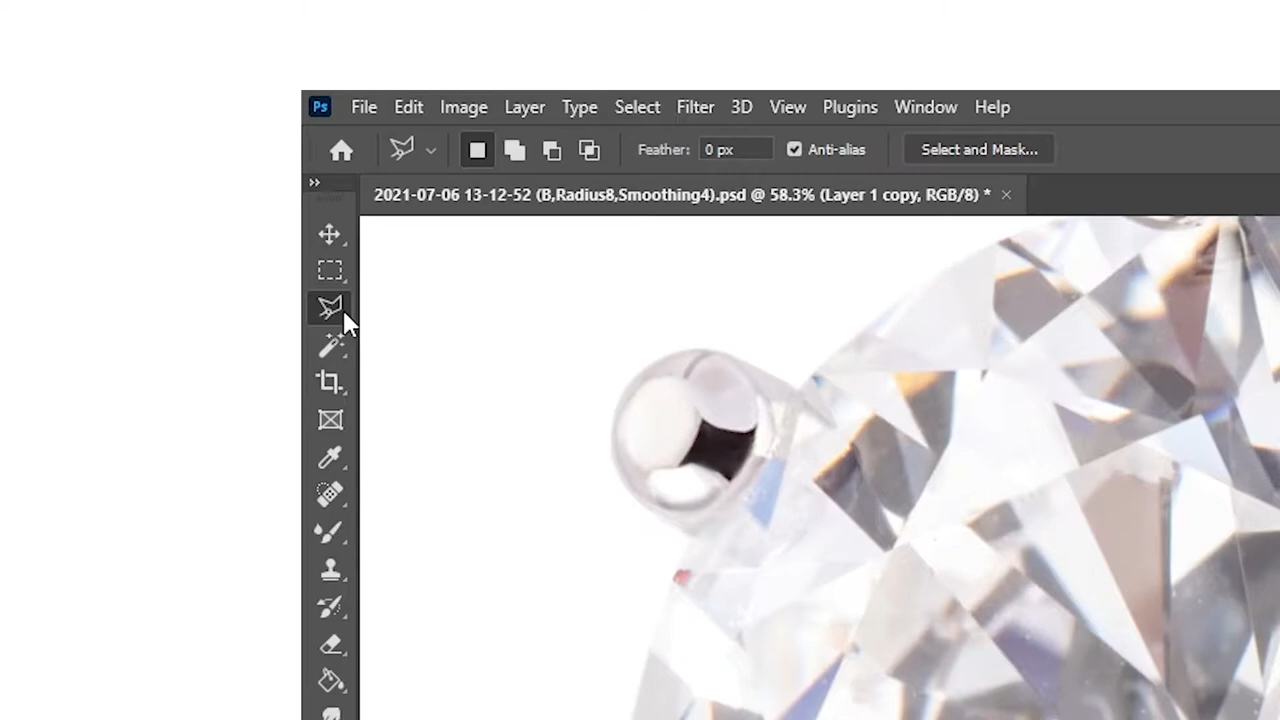 Ps File Edit Image Layer Type Select Filter 3D View Plugins Window Help
Feather: 0 px Anti-alias Select and Mask...
2021-07-06 13-12-52 (B,Radius8,Smoothing4).psd @ 58.3% (Layer 1 copy, RGB/8) *